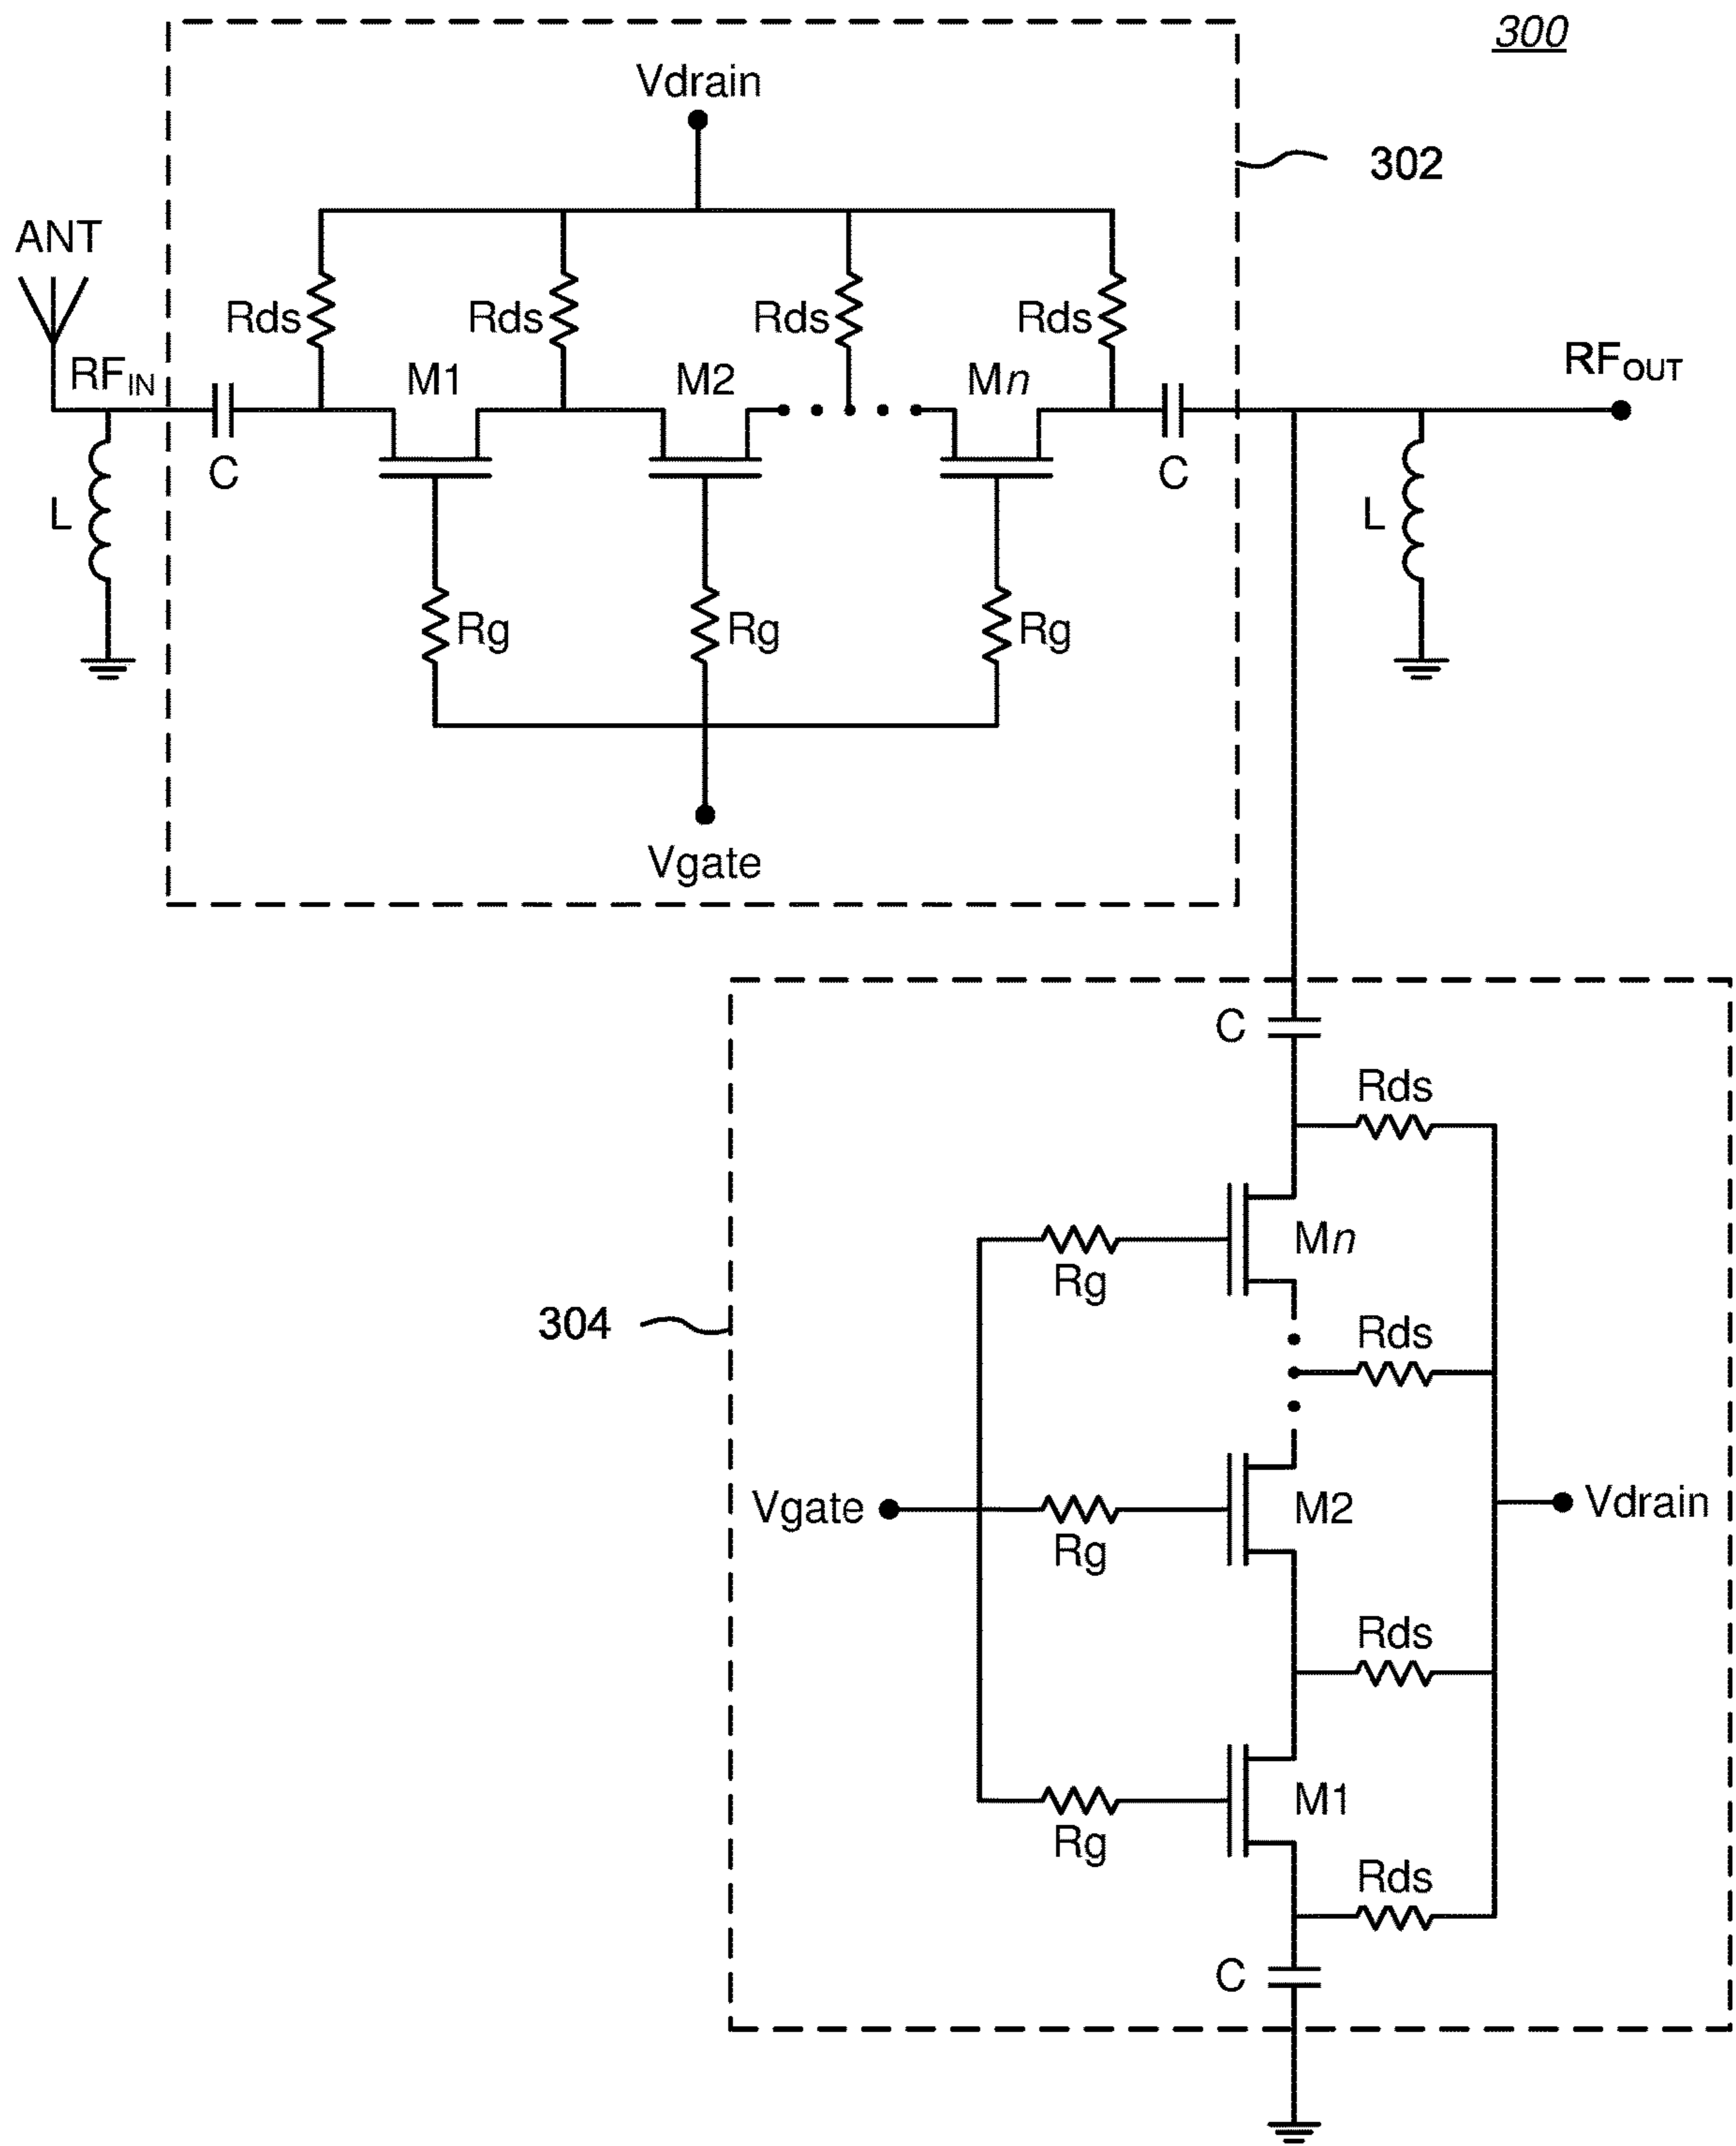 300
Vdrain
302
ANT
Rds Rds Rds Rds
RF_IN M1 M2 Mn RF_OUT
C C
L L
Rg Rg Rg
Vgate
C
Rds
Mn
Rg
304
Rds
Vgate M2 Vdrain
Rg
Rds
M1
Rg
Rds
C